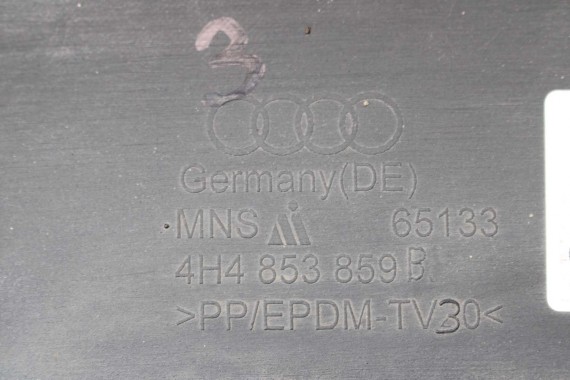 3
Germany(DE)
MNS 65133
4H4 853 859 B
>PP/EPDM-TV30<